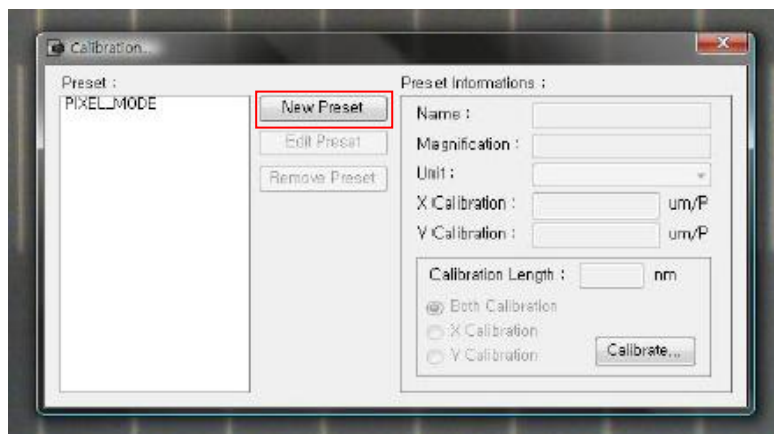 Calibration...
Preset :
PIXEL_MODE
New Preset
Edit Preset
Remove Preset
Preset Informations :
Name :
Magnification :
Unit :
X Calibration : um/P
Y Calibration : um/P
Calibration Length : nm
Both Calibration
X Calibration
Y Calibration
Calibrate...